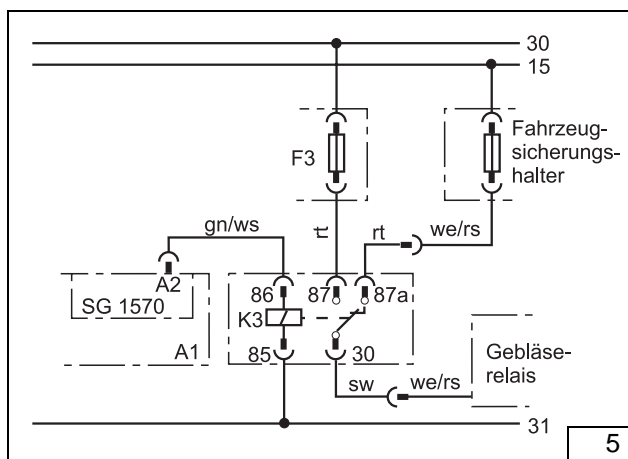 30
15
F3
Fahrzeug-
sicherungs-
halter
gn/ws
rt
rt
we/rs
A2
SG 1570
A1
86
87
87a
K3
85
30
sw
we/rs
Gebläse-
relais
31
5